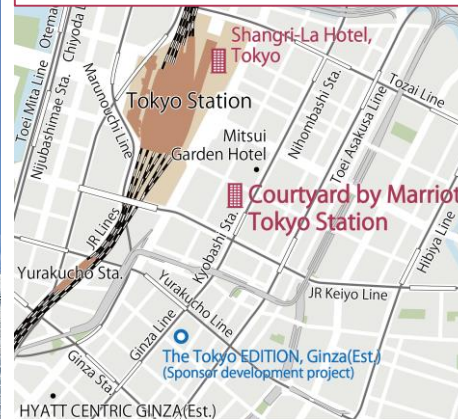 Shangri-La Hotel,
Tokyo
Otema
Chiyoda L
Toei Mita Line
Nijubashimae Sta.
Marunouchi Line
Tokyo Station
Tozai Line
Nihombashi Sta.
Toei Asakusa Line
Mitsui
Garden Hotel
Courtyard by Marriot
Tokyo Station
Kyobashi Sta.
Hibiya Line
JR Lines
Yurakucho Sta.
Yurakucho Line
JR Keiyo Line
Ginza Line
The Tokyo EDITION, Ginza(Est.)
(Sponsor development project)
Ginza Sta.
HYATT CENTRIC GINZA(Est.)